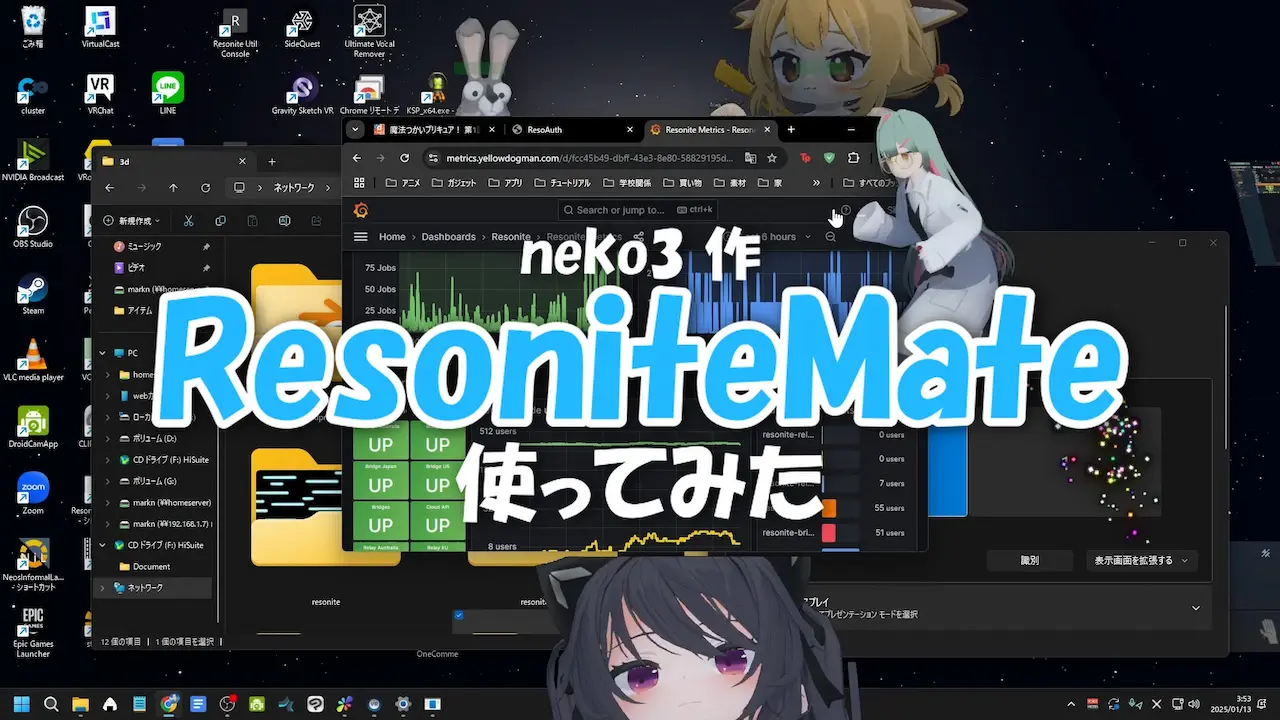 neko3 作
ResoniteMate
使ってみた
ごみ箱
VirtualCast
Resonite Util Console
SideQuest
Ultimate Vocal Remover
cluster
VRChat
LINE
Gravity Sketch VR
Chrome リモート デ
KSP_x64.exe -
NVIDIA Broadcast
OBS Studio
Steam
VLC media player
DroidCamApp
Zoom
NeosInformalLa...
- ショートカット
Epic Games Launcher
3d
ネットワーク
新規作成
ミュージック
ビデオ
markn (¥¥homeserver)
アイテム
PC
home
ボリューム (D:)
CD ドライブ (F:) HiSuite
ボリューム (G:)
markn (¥¥homeserver)
markn (¥¥192.168.1.7)
CD ドライブ (F:) HiSuite
Document
ネットワーク
12 個の項目
1 個の項目を選択
resonite
魔法つかいプリキュア！
ResoAuth
Resonite Metrics - Reson
metrics.yellowdogman.com/d/fcc45b49-dbff-43e3-8e80-58829195d...
アニメ
ガジェット
アプリ
チュートリアル
学校関係
買い物
素材
家
すべてのブッ
Search or jump to...
ctrl+k
Home
Dashboards
Resonite
Resonite Metrics
6 hours
75 Jobs
50 Jobs
25 Jobs
512 users
8 users
UP
UP
Bridge Japan
Bridge US
UP
UP
Bridges
Cloud API
UP
UP
Relay Australia
Relay EU
resonite-rel...
0 users
0 users
7 users
55 users
resonite-bri...
51 users
識別
表示画面を拡張する
プレゼンテーション モードを選択
OneComme
3:53
2025/01/13